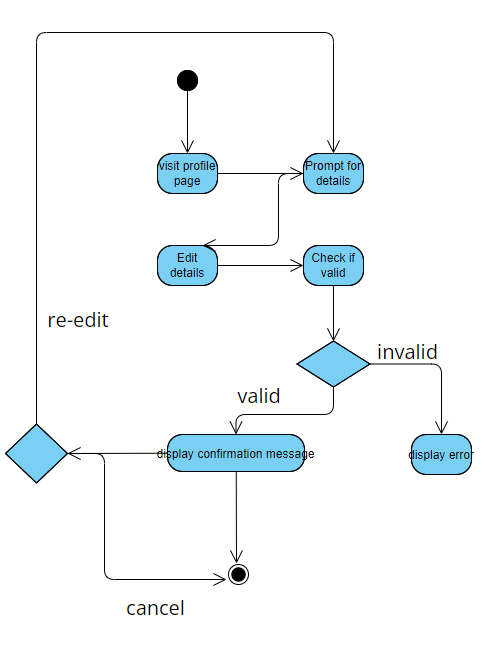 visit profile
page
Prompt for
details
Edit
details
Check if
valid
re-edit
invalid
valid
display confirmation message
display error
cancel